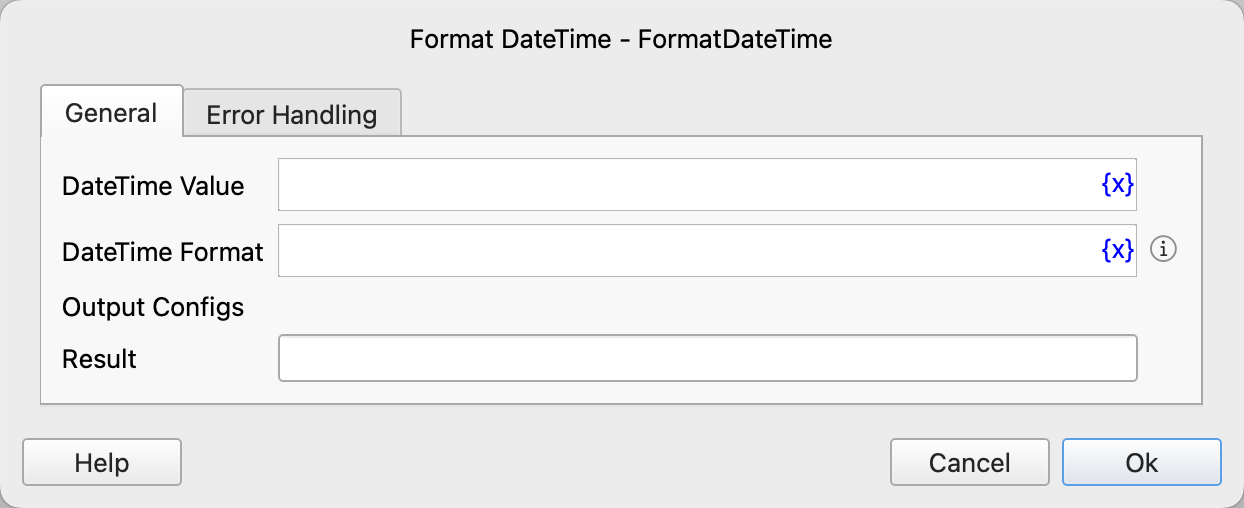 Format DateTime - FormatDateTime
General
Error Handling
DateTime Value
{x}
DateTime Format
{x}
i
Output Configs
Result
Help
Cancel
Ok